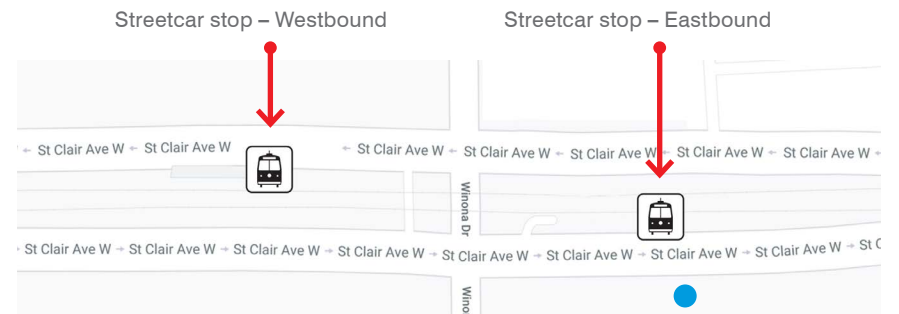 Streetcar stop – Westbound
Streetcar stop – Eastbound
← St Clair Ave W ← St Clair Ave W
← St Clair Ave W ← St Clair Ave W ← St Clair Ave W ← St Clair Ave W ← St Clair Ave W ←
Winona Dr
St Clair Ave W → St Clair Ave W → St Clair Ave W → St Clair Ave W → St Clair Ave W → St Clair Ave W → St Clair Ave W → St Clair Ave W → St C
Wino